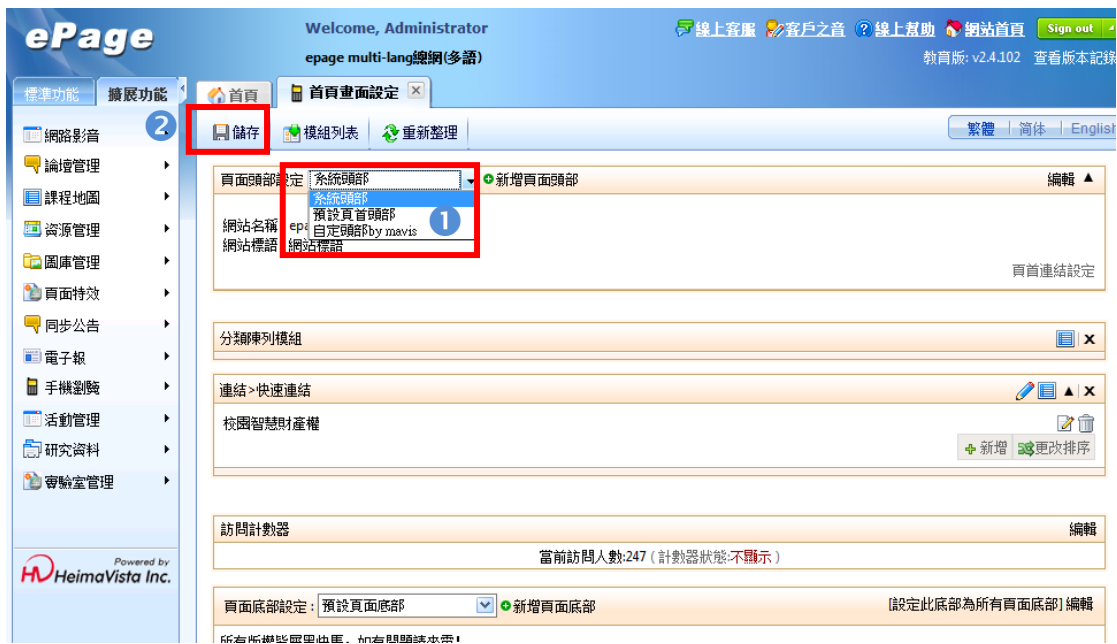 ePage
Welcome, Administrator
epage multi-lang總網(多語)
線上客服 客戶之音 線上幫助 網站首頁 Sign out
教育版: v2.4.102 查看版本記錄
標準功能 擴展功能 首頁 首頁畫面設定
2 儲存 模組列表 重新整理 繁體 简体 English
網路影音
論壇管理
課程地圖
資源管理
圖庫管理
頁面特效
同步公告
電子報
手機瀏覽
活動管理
研究資料
實驗室管理
Powered by
HeimaVista Inc.
頁面頭部設定 系統頭部 新增頁面頭部 編輯 ▲
系統頭部
預設頁首頭部
自定頭部by mavis
1
網站名稱 epa
網站標語 網站標語
頁首連結設定
分類陳列模組 x
連結>快速連結 ▲ x
校園智慧財產權
新增 更改排序
訪問計數器 編輯
當前訪問人數:247 ( 計數器狀態:不顯示 )
頁面底部設定 : 預設頁面底部 新增頁面底部 [設定此底部為所有頁面底部] 編輯